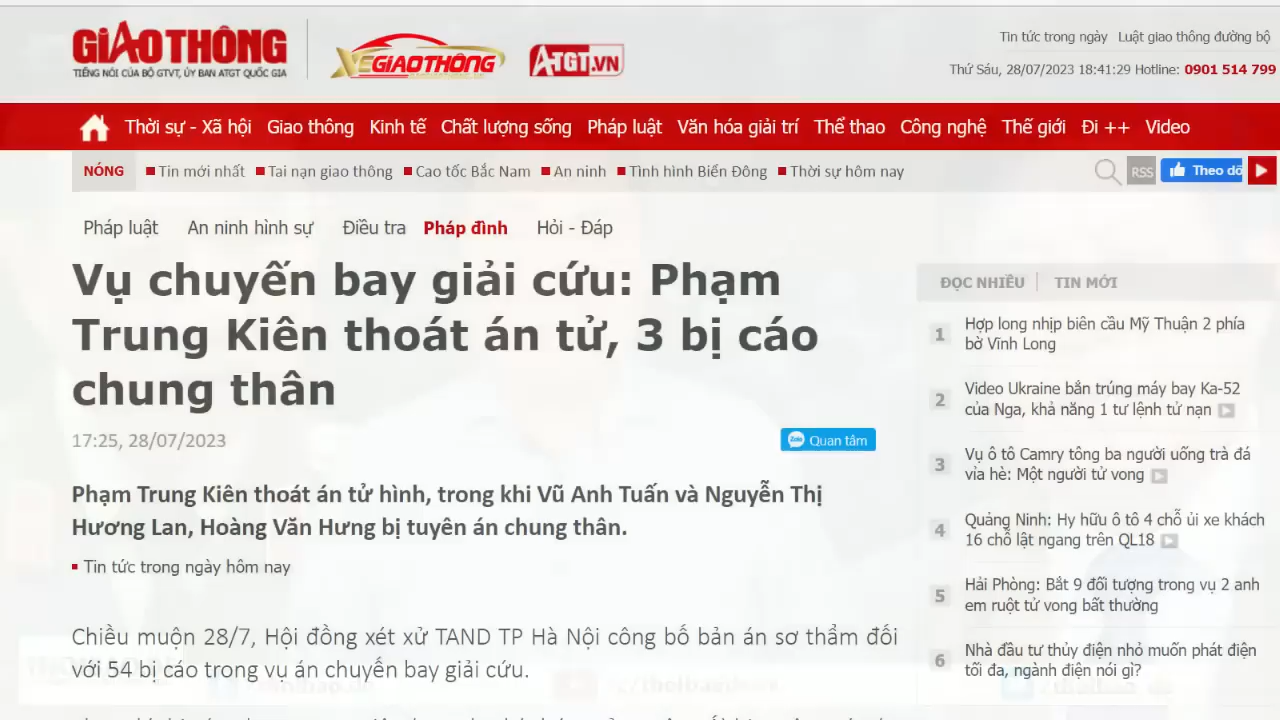 GIAOTHÔNG
TIẾNG NÓI CỦA BỘ GTVT, ỦY BAN ATGT QUỐC GIA
XEGIAOTHÔNG
ATGT.VN
Tin tức trong ngày Luật giao thông đường bộ
Thứ Sáu, 28/07/2023 18:41:29 Hotline: 0901 514 799
Thời sự - Xã hội Giao thông Kinh tế Chất lượng sống Pháp luật Văn hóa giải trí Thể thao Công nghệ Thế giới Đi ++ Video
NÓNG Tin mới nhất Tai nạn giao thông Cao tốc Bắc Nam An ninh Tình hình Biển Đông Thời sự hôm nay RSS Theo dõ
Pháp luật An ninh hình sự Điều tra Pháp đình Hỏi - Đáp
Vụ chuyến bay giải cứu: Phạm
Trung Kiên thoát án tử, 3 bị cáo
chung thân
17:25, 28/07/2023
Zalo Quan tâm
Phạm Trung Kiên thoát án tử hình, trong khi Vũ Anh Tuấn và Nguyễn Thị
Hương Lan, Hoàng Văn Hưng bị tuyên án chung thân.
Tin tức trong ngày hôm nay
Chiều muộn 28/7, Hội đồng xét xử TAND TP Hà Nội công bố bản án sơ thẩm đối
với 54 bị cáo trong vụ án chuyến bay giải cứu.
ĐỌC NHIỀU TIN MỚI
1 Hợp long nhịp biên cầu Mỹ Thuận 2 phía
bờ Vĩnh Long
2 Video Ukraine bắn trúng máy bay Ka-52
của Nga, khả năng 1 tư lệnh tử nạn
3 Vụ ô tô Camry tông ba người uống trà đá
vỉa hè: Một người tử vong
4 Quảng Ninh: Hy hữu ô tô 4 chỗ ủi xe khách
16 chỗ lật ngang trên QL18
5 Hải Phòng: Bắt 9 đối tượng trong vụ 2 anh
em ruột tử vong bất thường
6 Nhà đầu tư thủy điện nhỏ muốn phát điện
tối đa, ngành điện nói gì?